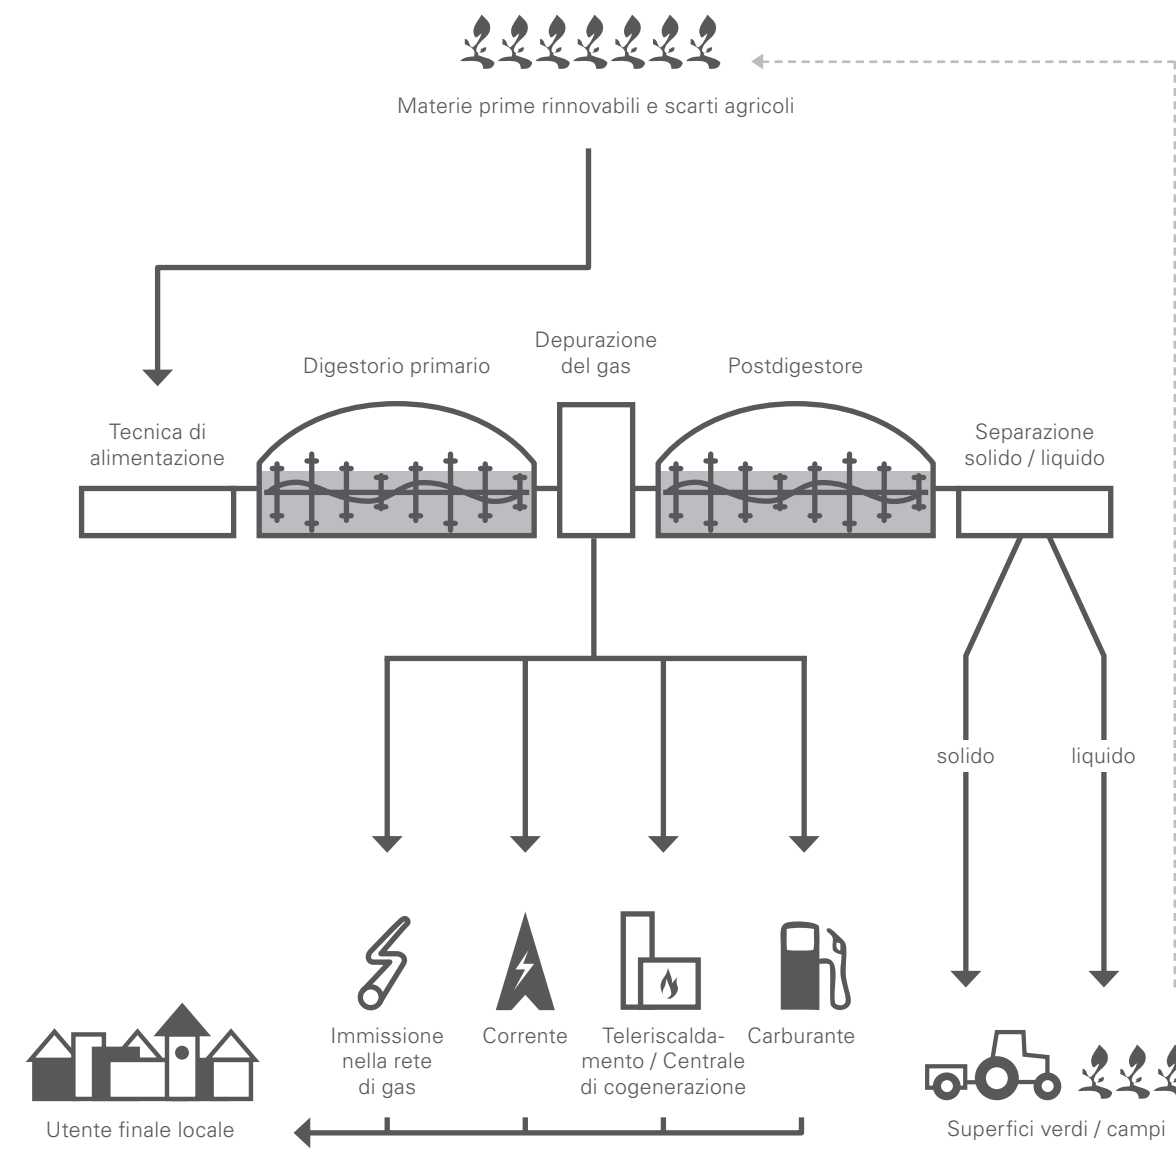 Materie prime rinnovabili e scarti agricoli
Depurazione
del gas
Digestorio primario
Postdigestore
Tecnica di
alimentazione
Separazione
solido / liquido
solido
liquido
Immissione
nella rete
di gas
Corrente
Teleriscalda-
mento / Centrale
di cogenerazione
Carburante
Utente finale locale
Superfici verdi / campi